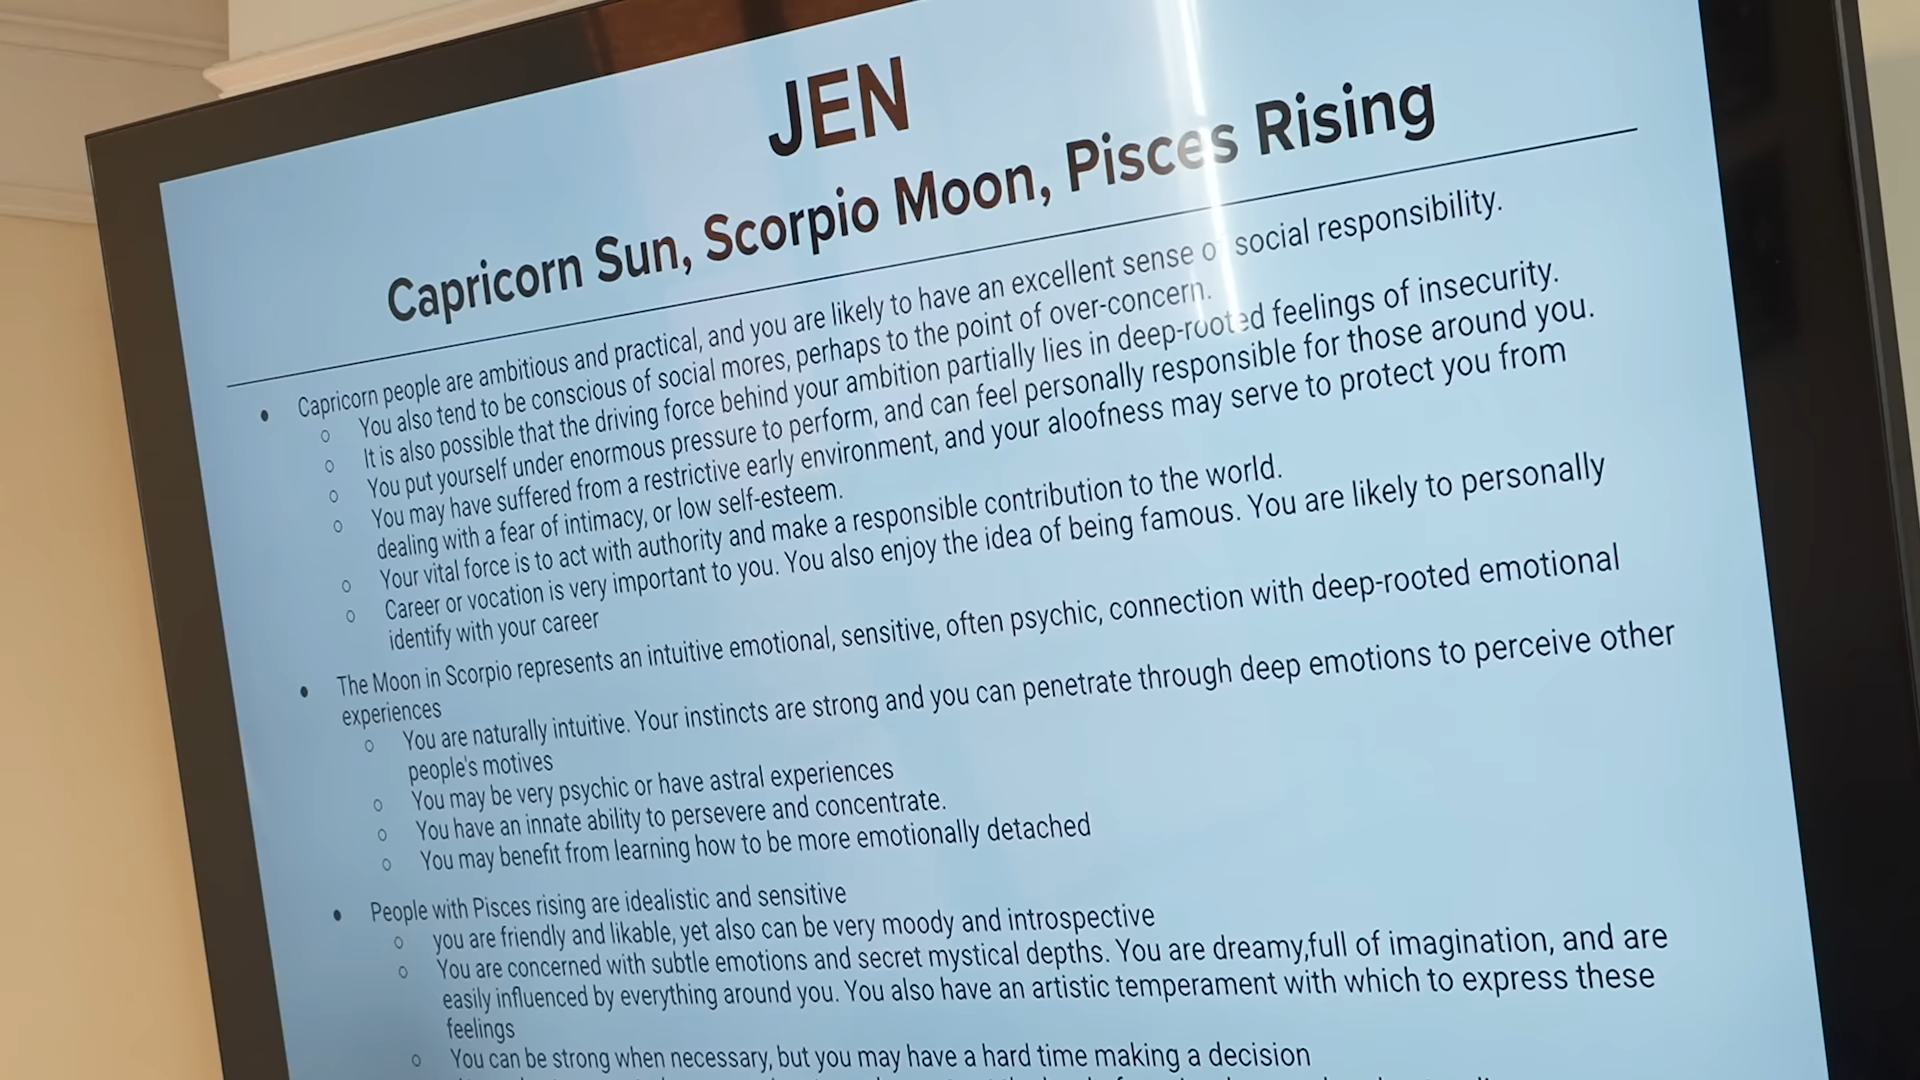 JEN
Capricorn Sun, Scorpio Moon, Pisces Rising
• Capricorn people are ambitious and practical, and you are likely to have an excellent sense o social responsibility.
○ You also tend to be conscious of social mores, perhaps to the point of over-concern.
○ It is also possible that the driving force behind your ambition partially lies in deep-rooted feelings of insecurity.
○ You put yourself under enormous pressure to perform, and can feel personally responsible for those around you.
○ You may have suffered from a restrictive early environment, and your aloofness may serve to protect you from
dealing with a fear of intimacy, or low self-esteem.
○ Your vital force is to act with authority and make a responsible contribution to the world.
○ Career or vocation is very important to you. You also enjoy the idea of being famous. You are likely to personally
identify with your career
• The Moon in Scorpio represents an intuitive emotional, sensitive, often psychic, connection with deep-rooted emotional
experiences
○ You are naturally intuitive. Your instincts are strong and you can penetrate through deep emotions to perceive other
people's motives
○ You may be very psychic or have astral experiences
○ You have an innate ability to persevere and concentrate.
○ You may benefit from learning how to be more emotionally detached
• People with Pisces rising are idealistic and sensitive
○ you are friendly and likable, yet also can be very moody and introspective
○ You are concerned with subtle emotions and secret mystical depths. You are dreamy,full of imagination, and are
easily influenced by everything around you. You also have an artistic temperament with which to express these
feelings
○ You can be strong when necessary, but you may have a hard time making a decision